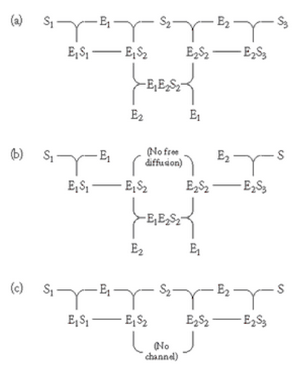 (a) S₁ E₁ S₂ E₂ S₃
E₁S₁ E₁S₂ E₂S₂ E₂S₃
E₁E₂S₂
E₂ E₁
(b) S₁ E₁ (No free diffusion) E₂ S
E₁S₁ E₁S₂ E₂S₂ E₂S₃
E₁E₂S₂
E₂ E₁
(c) S₁ E₁ S₂ E₂ S
E₁S₁ E₁S₂ E₂S₂ E₂S₃
(No
channel)